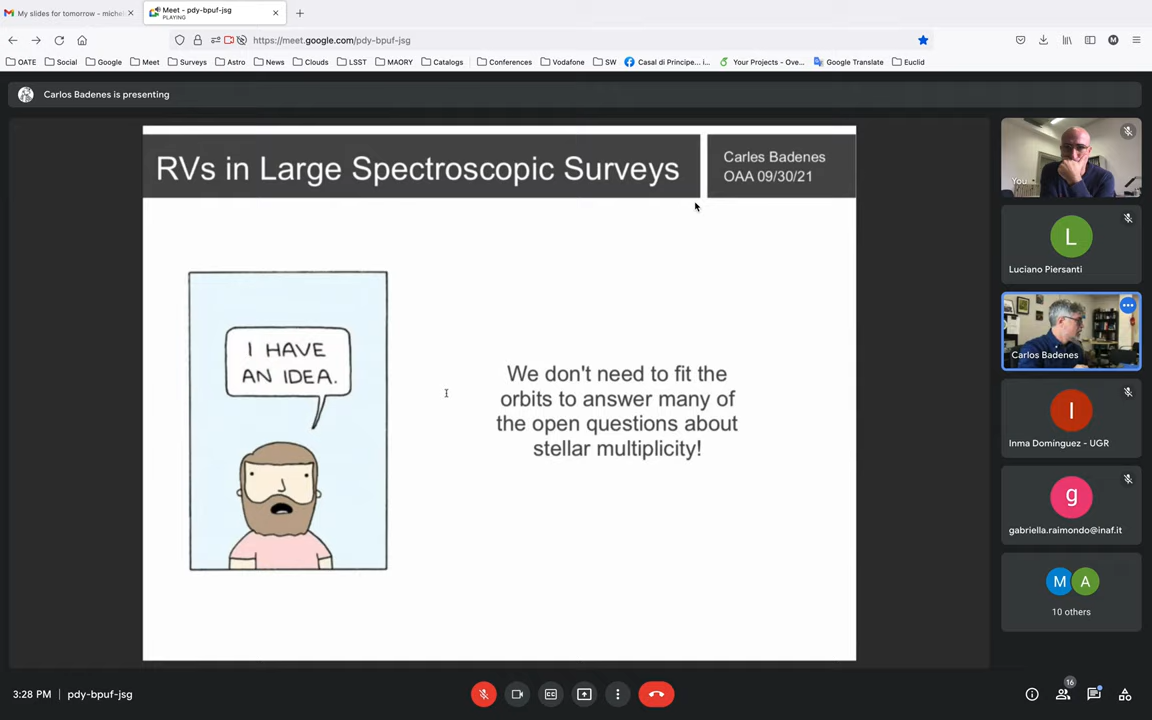 My slides for tomorrow - michel
Meet - pdy-bpuf-jsg
PLAYING
https://meet.google.com/pdy-bpuf-jsg
M
OATE
Social
Google
Meet
Surveys
Astro
News
Clouds
LSST
MAORY
Catalogs
Conferences
Vodafone
SW
Casal di Principe... i...
Your Projects - Ove...
Google Translate
Euclid
Carlos Badenes is presenting
RVs in Large Spectroscopic Surveys
Carles Badenes
OAA 09/30/21
I HAVE
AN IDEA.
We don't need to fit the
orbits to answer many of
the open questions about
stellar multiplicity!
You
L
Luciano Piersanti
Carlos Badenes
I
Inma Dominguez - UGR
g
gabriella.raimondo@inaf.it
M
A
10 others
3:28 PM | pdy-bpuf-jsg
CC
16